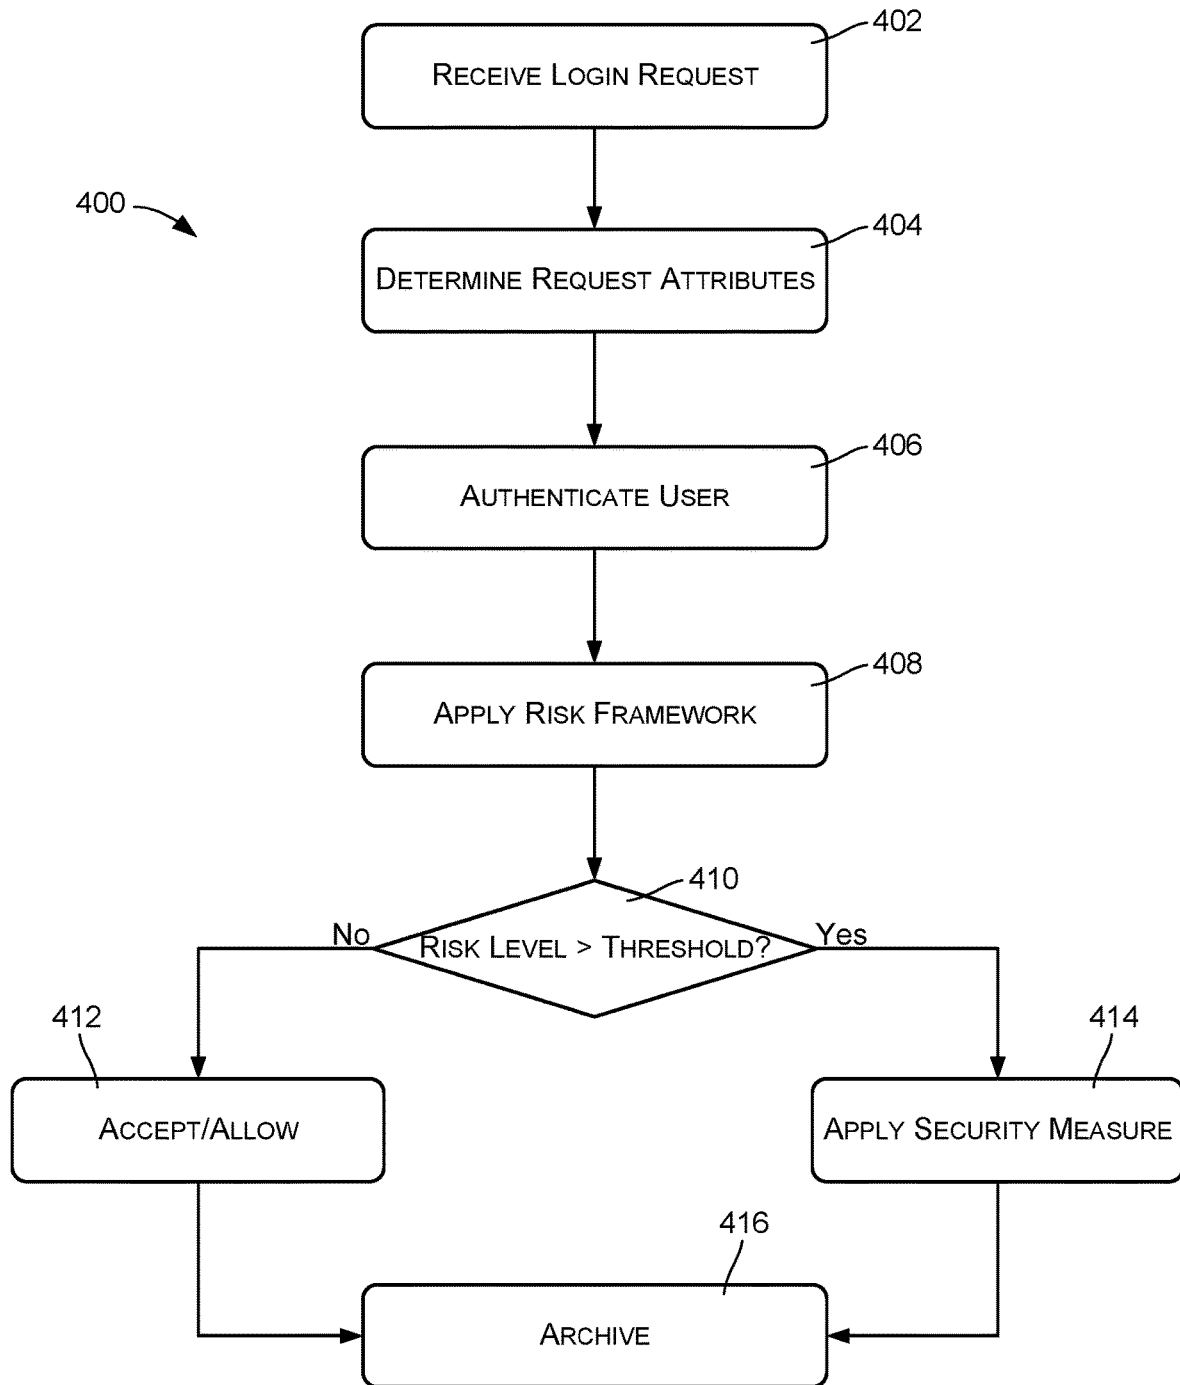 402
RECEIVE LOGIN REQUEST
400
404
DETERMINE REQUEST ATTRIBUTES
406
AUTHENTICATE USER
408
APPLY RISK FRAMEWORK
410
No
RISK LEVEL > THRESHOLD?
Yes
412
414
ACCEPT/ALLOW
APPLY SECURITY MEASURE
416
ARCHIVE